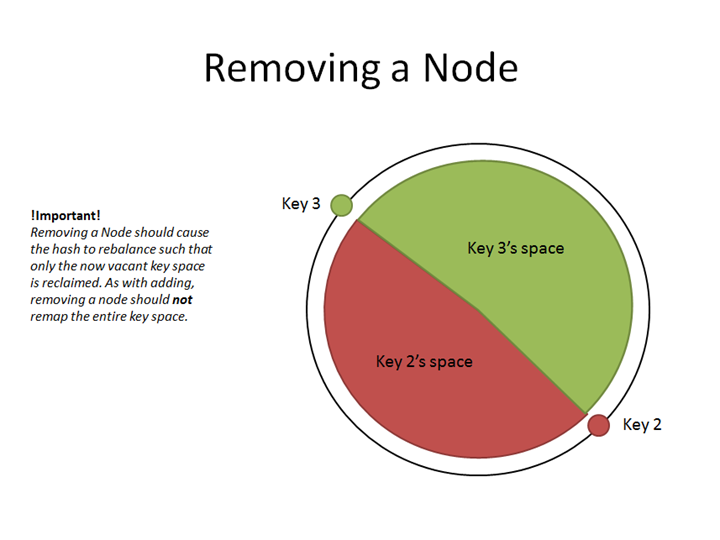 Removing a Node
!Important!
Removing a Node should cause
the hash to rebalance such that
only the now vacant key space
is reclaimed. As with adding,
removing a node should not
remap the entire key space.
Key 3
Key 3's space
Key 2's space
Key 2